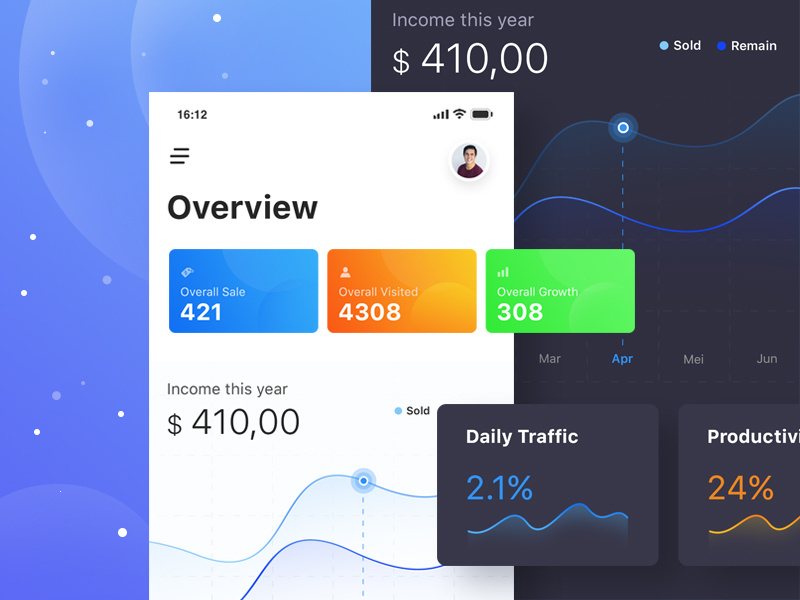 Income this year
$ 410,00
Sold
Remain
16:12
Overview
Overall Sale
421
Overall Visited
4308
Overall Growth
308
Mar
Apr
Mei
Jun
Income this year
$ 410,00
Sold
Daily Traffic
2.1%
Productivi
24%